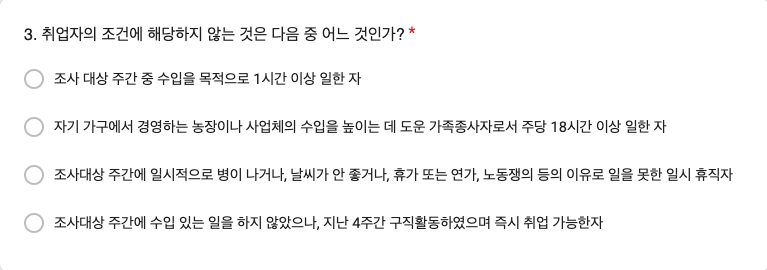 3. 취업자의 조건에 해당하지 않는 것은 다음 중 어느 것인가? *
조사 대상 주간 중 수입을 목적으로 1시간 이상 일한 자
자기 가구에서 경영하는 농장이나 사업체의 수입을 높이는 데 도운 가족종사자로서 주당 18시간 이상 일한 자
조사대상 주간에 일시적으로 병이 나거나, 날씨가 안 좋거나, 휴가 또는 연가, 노동쟁의 등의 이유로 일을 못한 일시 휴직자
조사대상 주간에 수입 있는 일을 하지 않았으나, 지난 4주간 구직활동하였으며 즉시 취업 가능한자